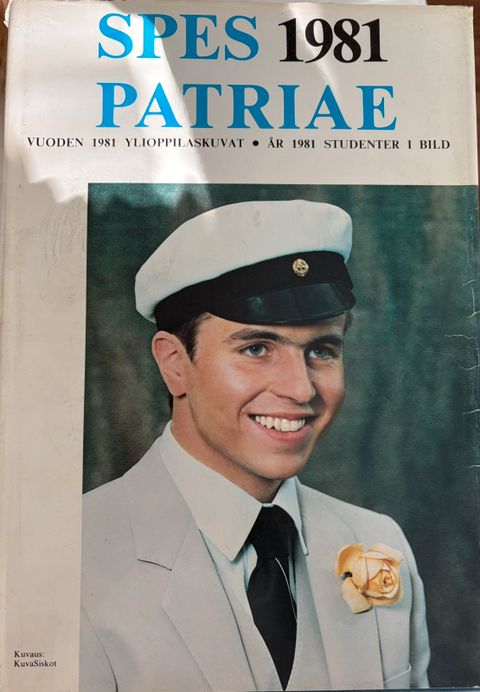 SPES 1981
PATRIAE
VUODEN 1981 YLIOPPILASKUVAT • ÅR 1981 STUDENTER I BILD
Kuvaus:
KuvaSiskot